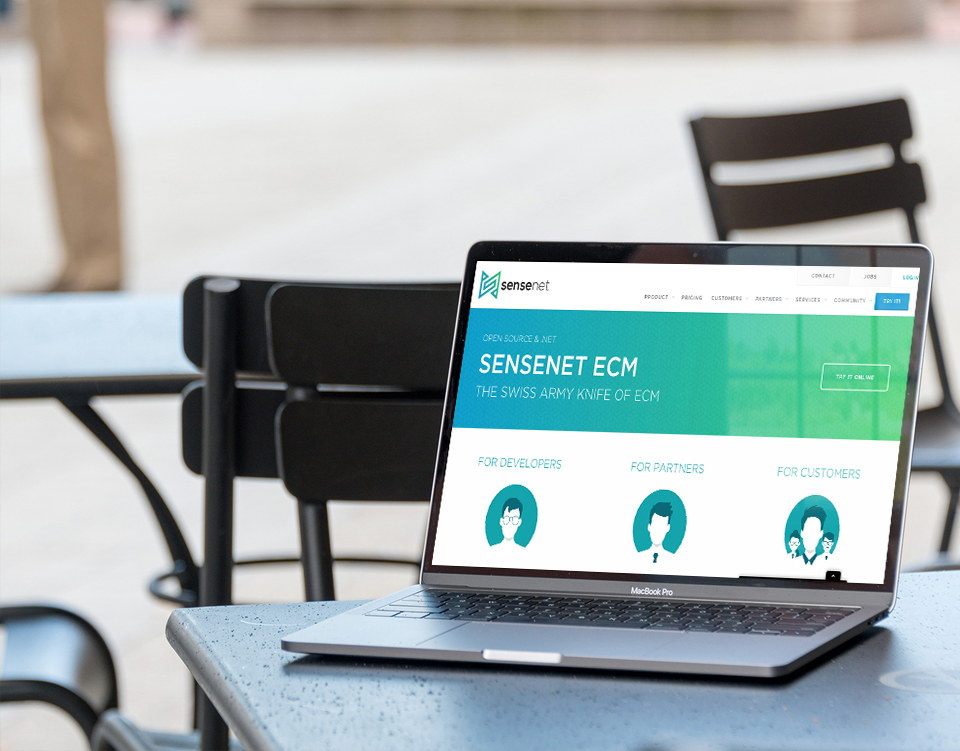 CONTACT JOBS LOGIN
sensenet
PRODUCT PRICING CUSTOMERS PARTNERS SERVICES COMMUNITY TRY IT!
OPEN SOURCE & .NET
SENSENET ECM
THE SWISS ARMY KNIFE OF ECM
TRY IT ONLINE
FOR DEVELOPERS FOR PARTNERS FOR CUSTOMERS
MacBook Pro